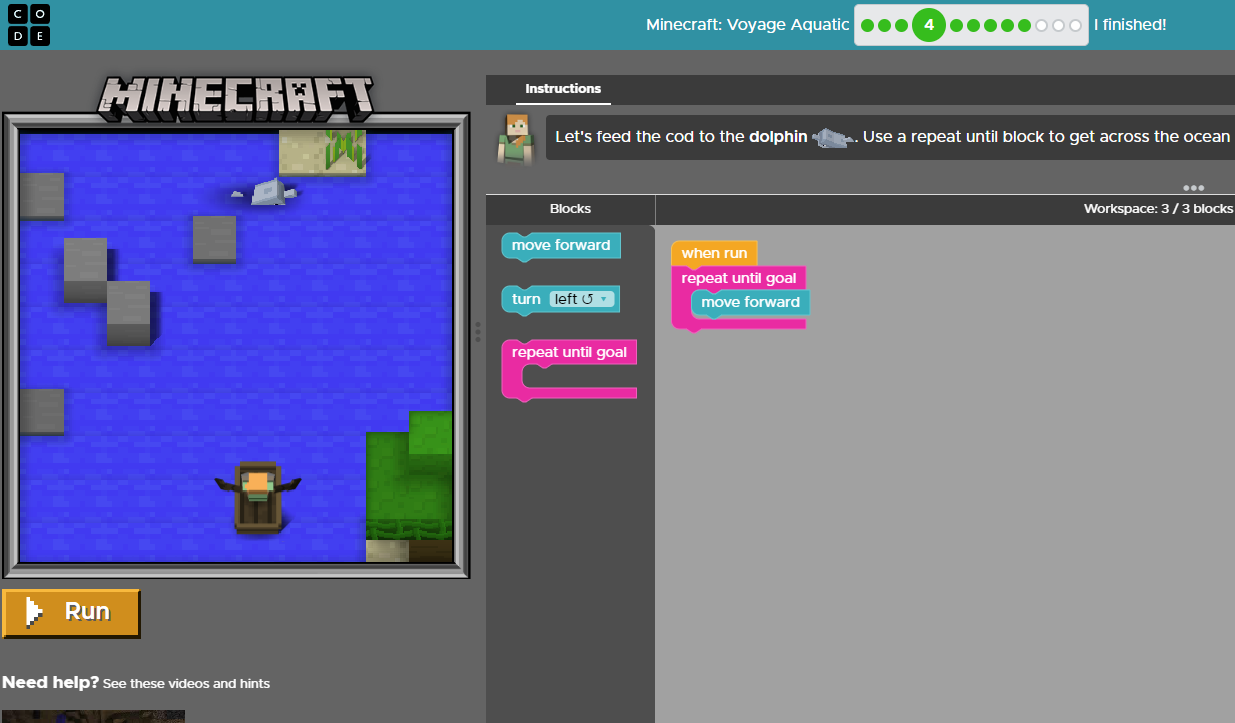 C O
D E
Minecraft: Voyage Aquatic
4
I finished!
MINECRAFT
Instructions
Let's feed the cod to the dolphin . Use a repeat until block to get across the ocean
Blocks
Workspace: 3 / 3 blocks
move forward
when run
repeat until goal
turn left ↺ ▾
move forward
repeat until goal
Run
Need help? See these videos and hints